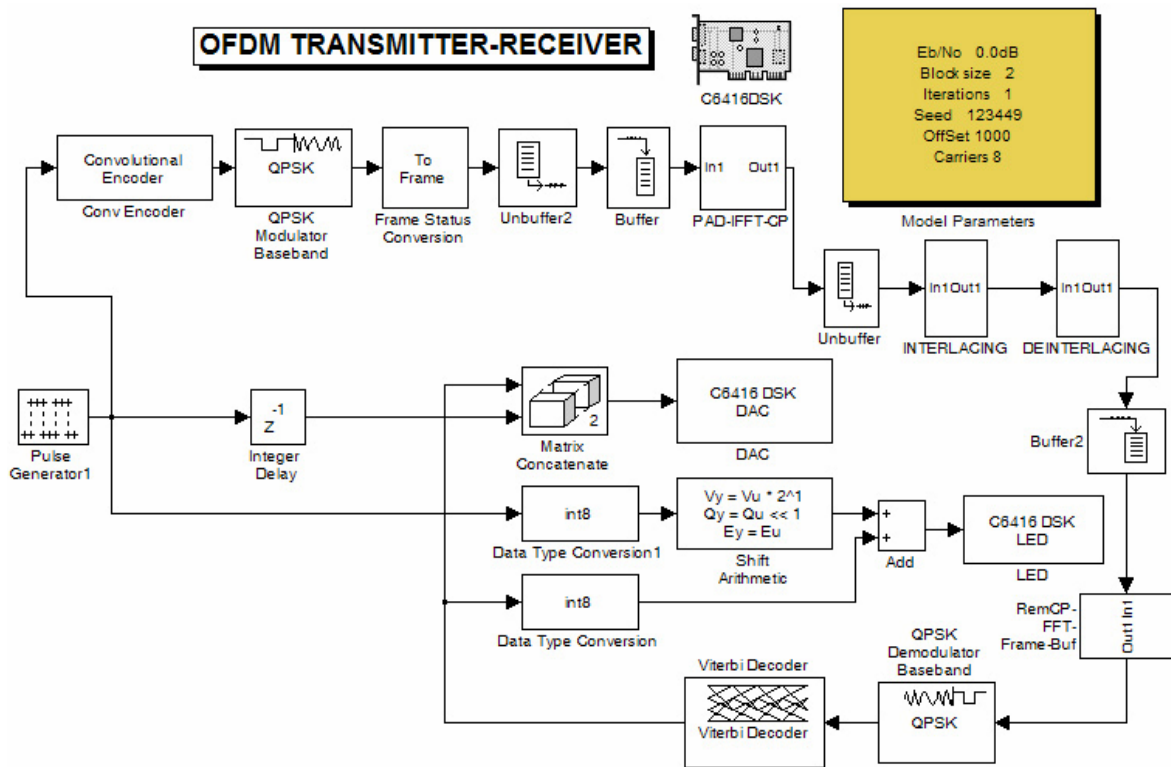 OFDM TRANSMITTER-RECEIVER
C6416DSK
Eb/No 0.0dB
Block size 2
Iterations 1
Seed 123449
OffSet 1000
Carriers 8
Model Parameters
Convolutional
Encoder
Conv Encoder
QPSK
QPSK
Modulator
Baseband
To
Frame
Frame Status
Conversion
Unbuffer2
Buffer
In1 Out1
PAD-IFFT-CP
Unbuffer
In1Out1
INTERLACING
In1Out1
DEINTERLACING
Pulse
Generator1
-1
Z
Integer
Delay
2
Matrix
Concatenate
C6416 DSK
DAC
DAC
Buffer2
int8
Data Type Conversion1
Vy = Vu * 2^1
Qy = Qu << 1
Ey = Eu
Shift
Arithmetic
+
+
Add
C6416 DSK
LED
LED
int8
Data Type Conversion
RemCP-
FFT-
Frame-Buf
Out1 In1
Viterbi Decoder
Viterbi Decoder
QPSK
Demodulator
Baseband
QPSK